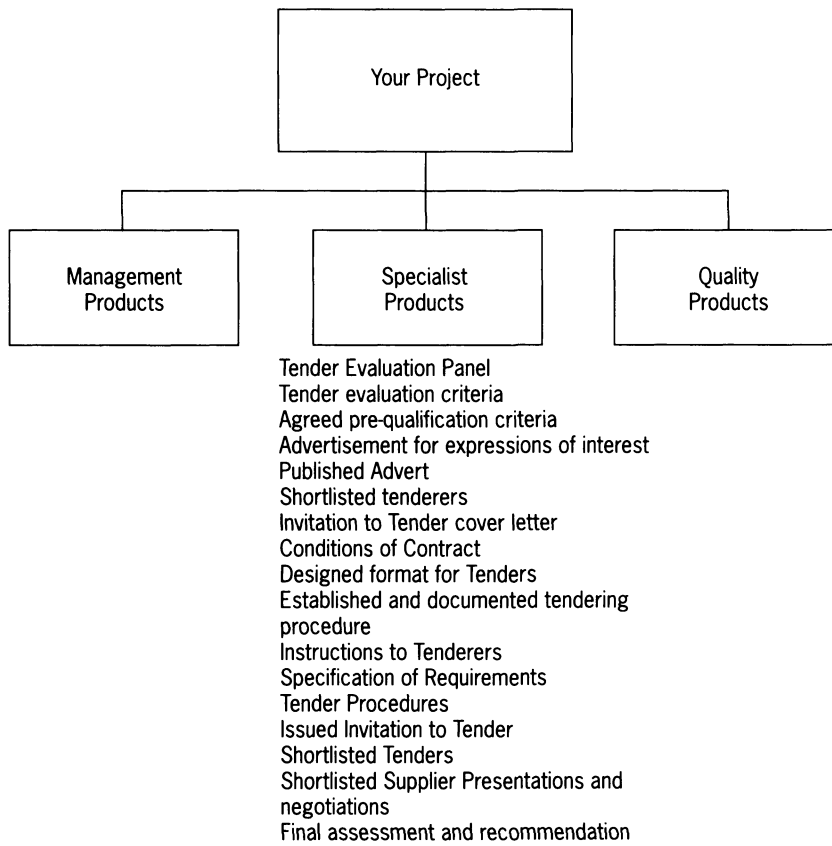 Your Project
Management
Products
Specialist
Products
Quality
Products
Tender Evaluation Panel
Tender evaluation criteria
Agreed pre-qualification criteria
Advertisement for expressions of interest
Published Advert
Shortlisted tenderers
Invitation to Tender cover letter
Conditions of Contract
Designed format for Tenders
Established and documented tendering
procedure
Instructions to Tenderers
Specification of Requirements
Tender Procedures
Issued Invitation to Tender
Shortlisted Tenders
Shortlisted Supplier Presentations and
negotiations
Final assessment and recommendation